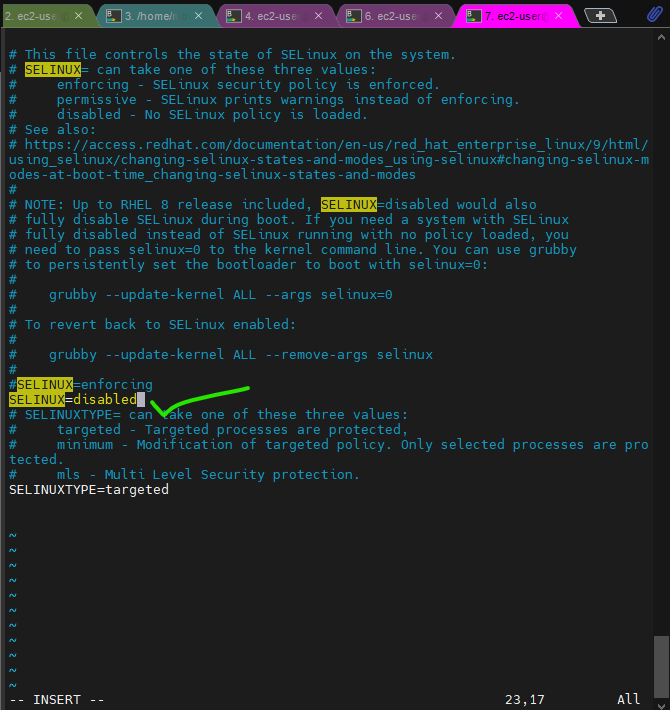 2. ec2-user
3. /home/m
4. ec2-user
6. ec2-user
7. ec2-user
# This file controls the state of SELinux on the system.
# SELINUX= can take one of these three values:
#     enforcing - SELinux security policy is enforced.
#     permissive - SELinux prints warnings instead of enforcing.
#     disabled - No SELinux policy is loaded.
# See also:
# https://access.redhat.com/documentation/en-us/red_hat_enterprise_linux/9/html/
using_selinux/changing-selinux-states-and-modes_using-selinux#changing-selinux-m
odes-at-boot-time_changing-selinux-states-and-modes
#
# NOTE: Up to RHEL 8 release included, SELINUX=disabled would also
# fully disable SELinux during boot. If you need a system with SELinux
# fully disabled instead of SELinux running with no policy loaded, you
# need to pass selinux=0 to the kernel command line. You can use grubby
# to persistently set the bootloader to boot with selinux=0:
#
#    grubby --update-kernel ALL --args selinux=0
#
# To revert back to SELinux enabled:
#
#    grubby --update-kernel ALL --remove-args selinux
#
#SELINUX=enforcing
SELINUX=disabled
# SELINUXTYPE= can take one of these three values:
#     targeted - Targeted processes are protected,
#     minimum - Modification of targeted policy. Only selected processes are pro
tected.
#     mls - Multi Level Security protection.
SELINUXTYPE=targeted
~
~
~
~
~
~
~
~
~
~
~
-- INSERT -- 23,17 All